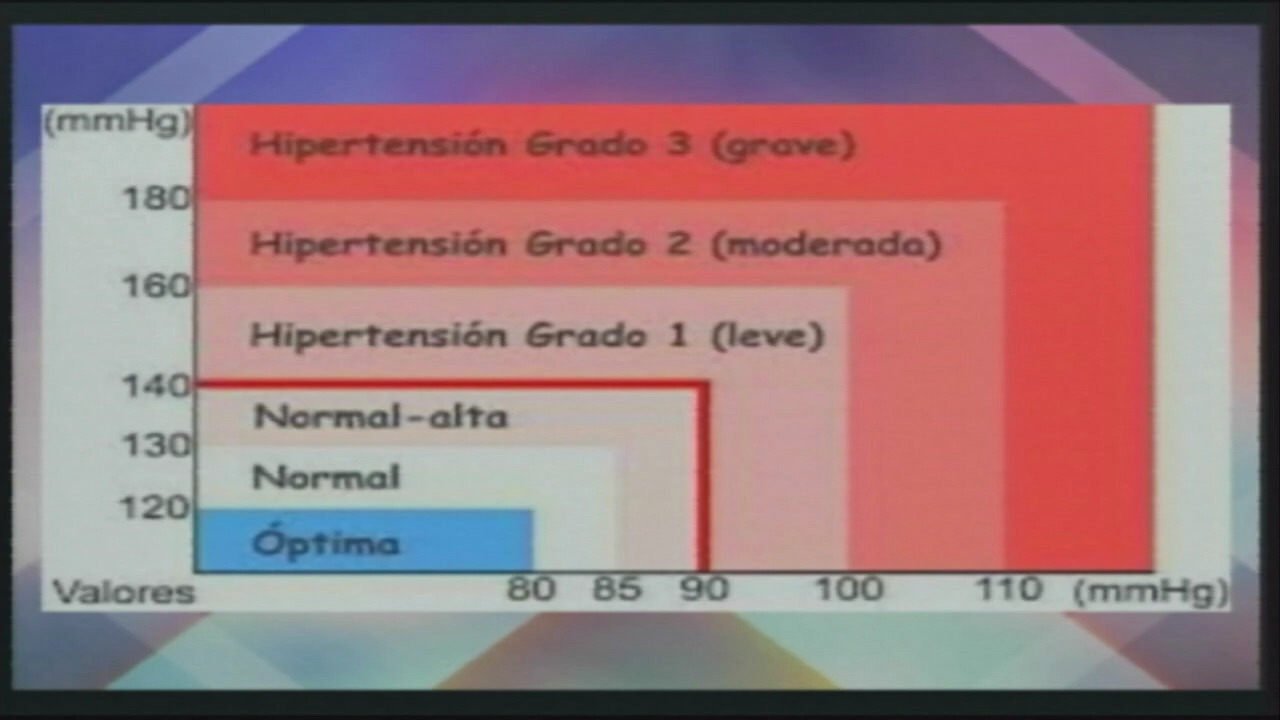 (mmHg)
Hipertensión Grado 3 (grave)
180
Hipertensión Grado 2 (moderada)
160
Hipertensión Grado 1 (leve)
140
Normal-alta
130
Normal
120
Óptima
Valores 80 85 90 100 110 (mmHg)